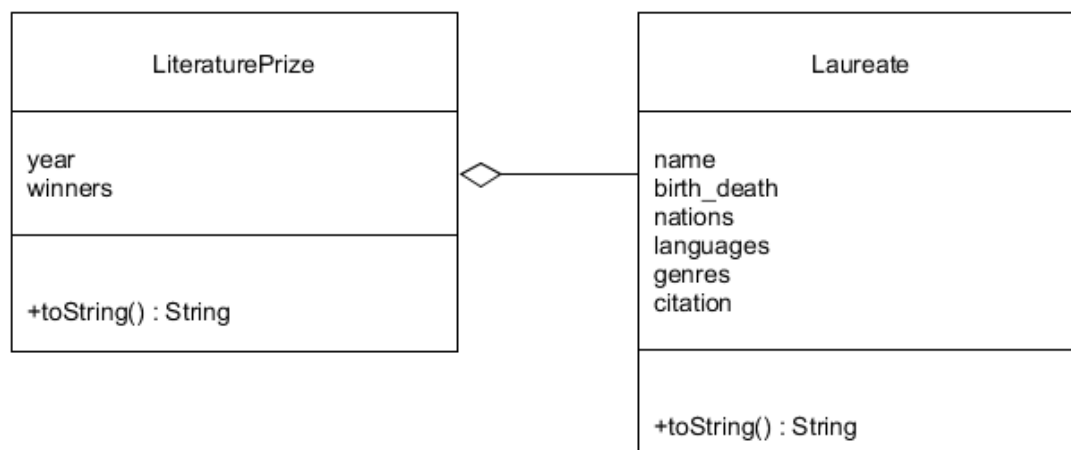 LiteraturePrize
year
winners
+toString() : String
Laureate
name
birth_death
nations
languages
genres
citation
+toString() : String